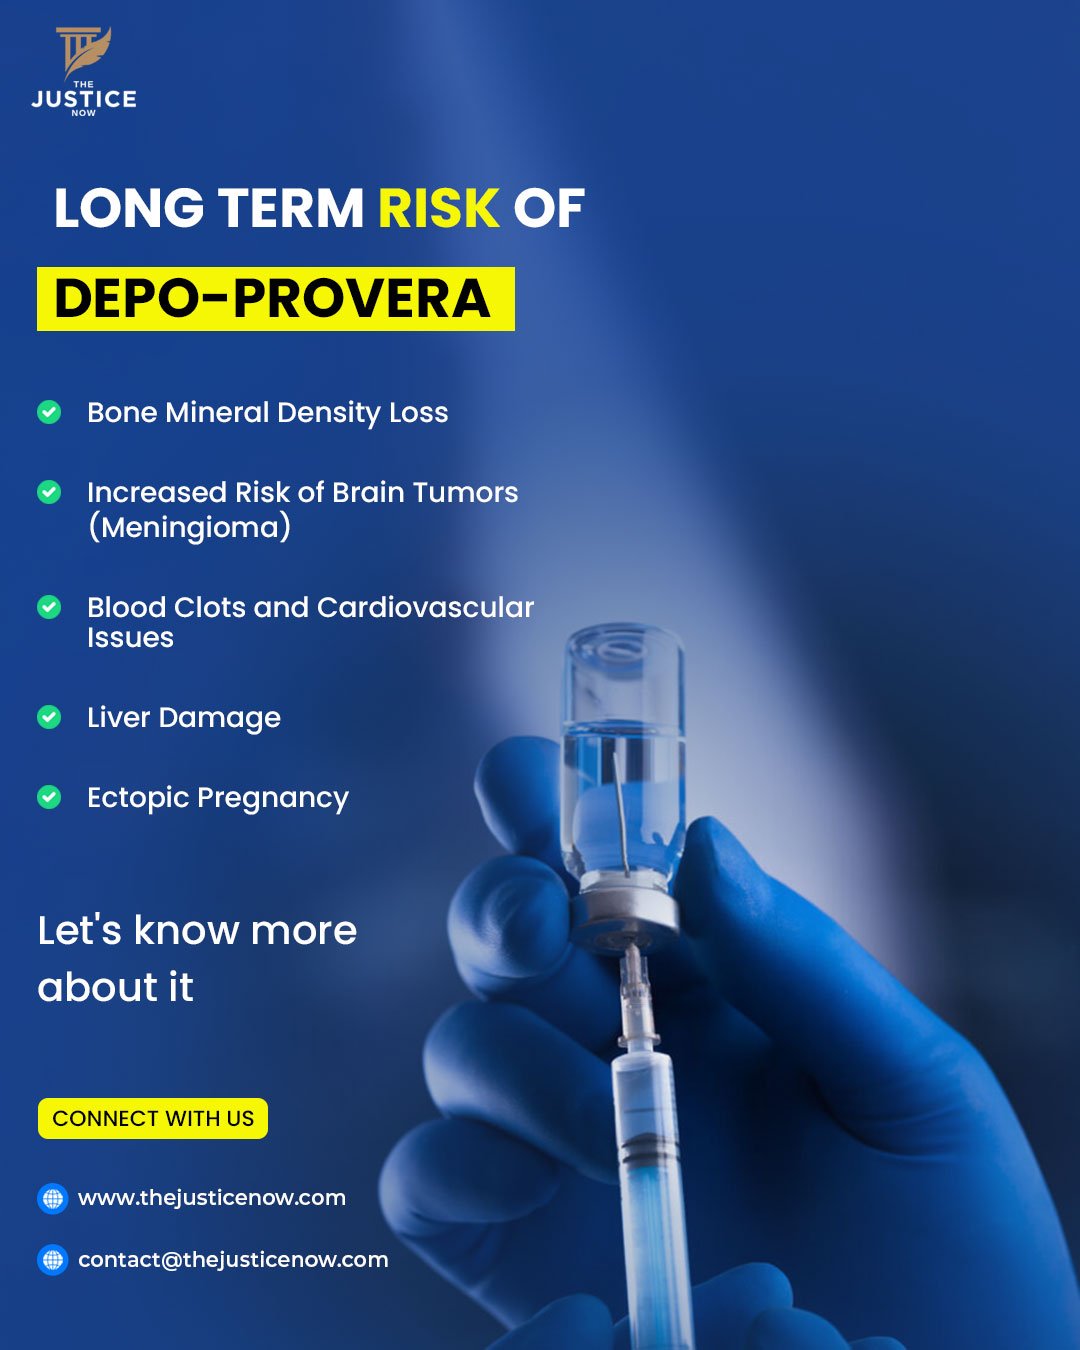 THE
JUSTICE
NOW
LONG TERM RISK OF
DEPO-PROVERA
Bone Mineral Density Loss
Increased Risk of Brain Tumors
(Meningioma)
Blood Clots and Cardiovascular
Issues
Liver Damage
Ectopic Pregnancy
Let's know more
about it
CONNECT WITH US
www.thejusticenow.com
contact@thejusticenow.com